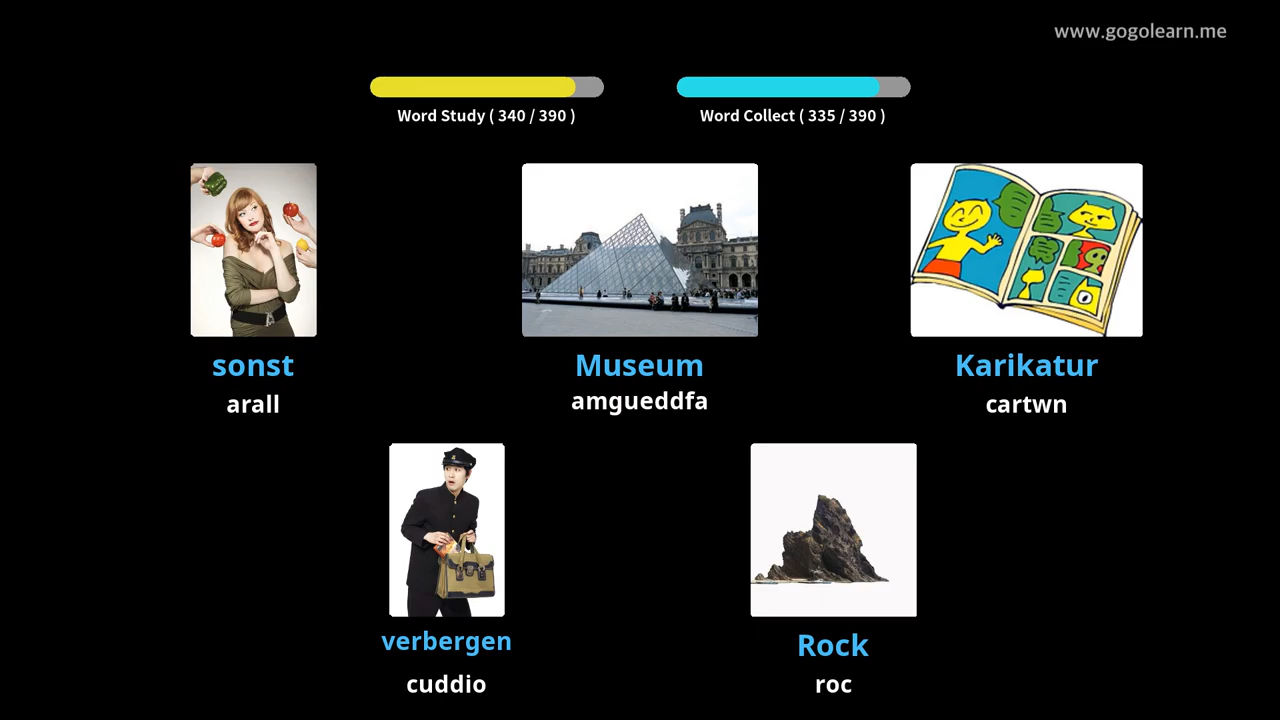 www.gogolearn.me
Word Study ( 340 / 390 )
Word Collect ( 335 / 390 )
sonst
arall
Museum
amgueddfa
Karikatur
cartwn
verbergen
cuddio
Rock
roc